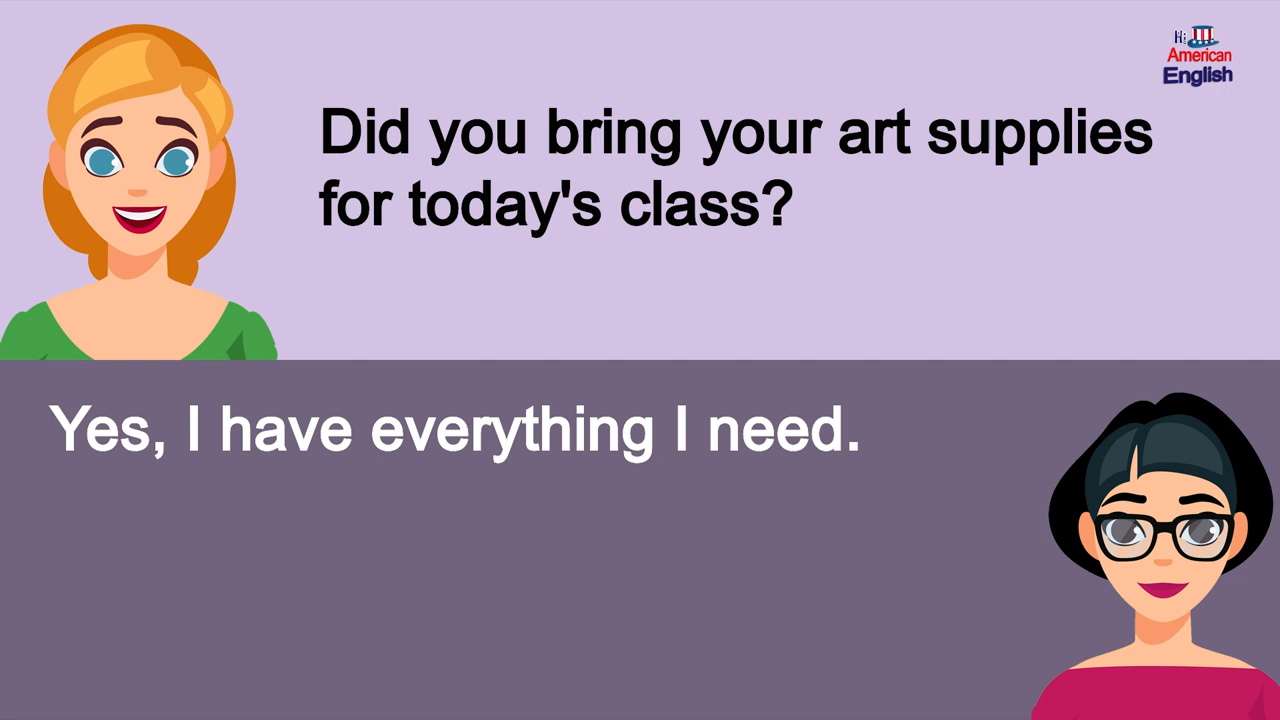 Hi
American
English
Did you bring your art supplies
for today's class?
Yes, I have everything I need.